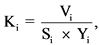 Kᵢ = Vᵢ / (Sᵢ × Yᵢ),